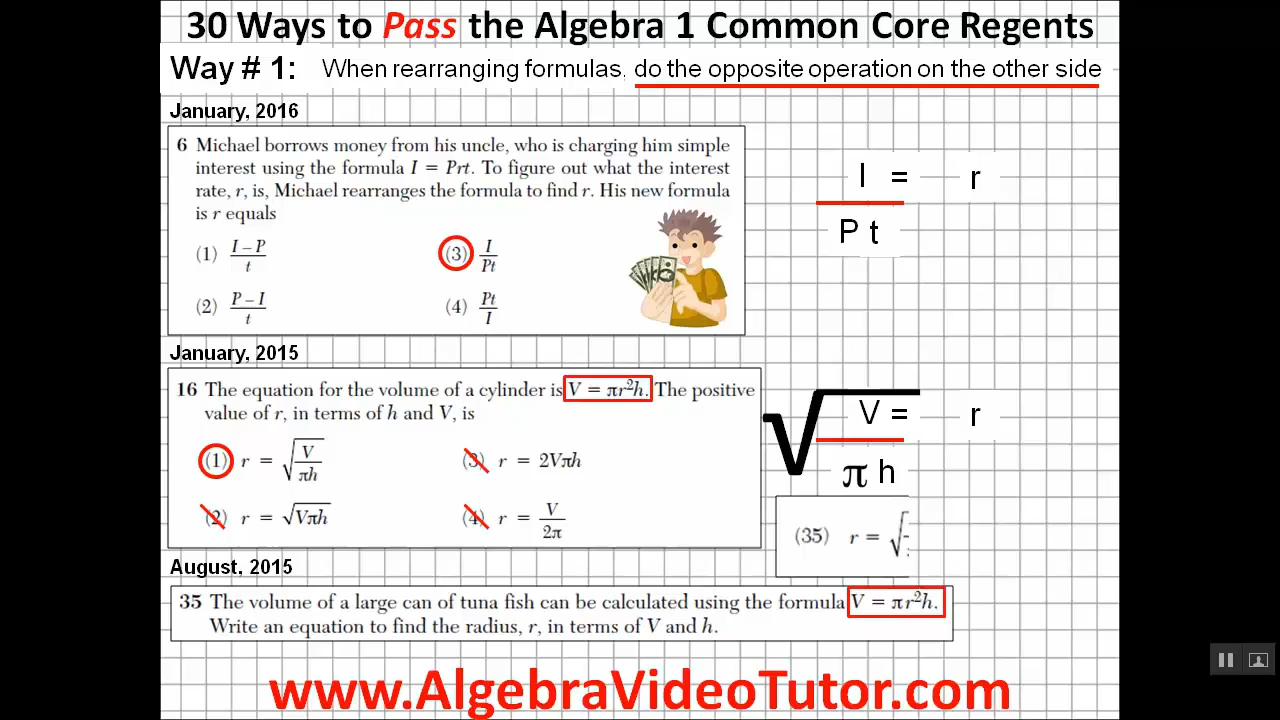 30 Ways to Pass the Algebra 1 Common Core Regents
Way # 1: When rearranging formulas, do the opposite operation on the other side
January, 2016
6 Michael borrows money from his uncle, who is charging him simple
interest using the formula I = Prt. To figure out what the interest
rate, r, is, Michael rearranges the formula to find r. His new formula
is r equals
(1) I – P / t
(3) I / Pt
(2) P – I / t
(4) Pt / I
I = r
P t
January, 2015
16 The equation for the volume of a cylinder is V = πr²h. The positive
value of r, in terms of h and V, is
(1) r = √(V / πh)
(3) r = 2Vπh
(2) r = √(Vπh)
(4) r = V / 2π
√ V = r
π h
(35) r = √
August, 2015
35 The volume of a large can of tuna fish can be calculated using the formula V = πr²h.
Write an equation to find the radius, r, in terms of V and h.
www.AlgebraVideoTutor.com